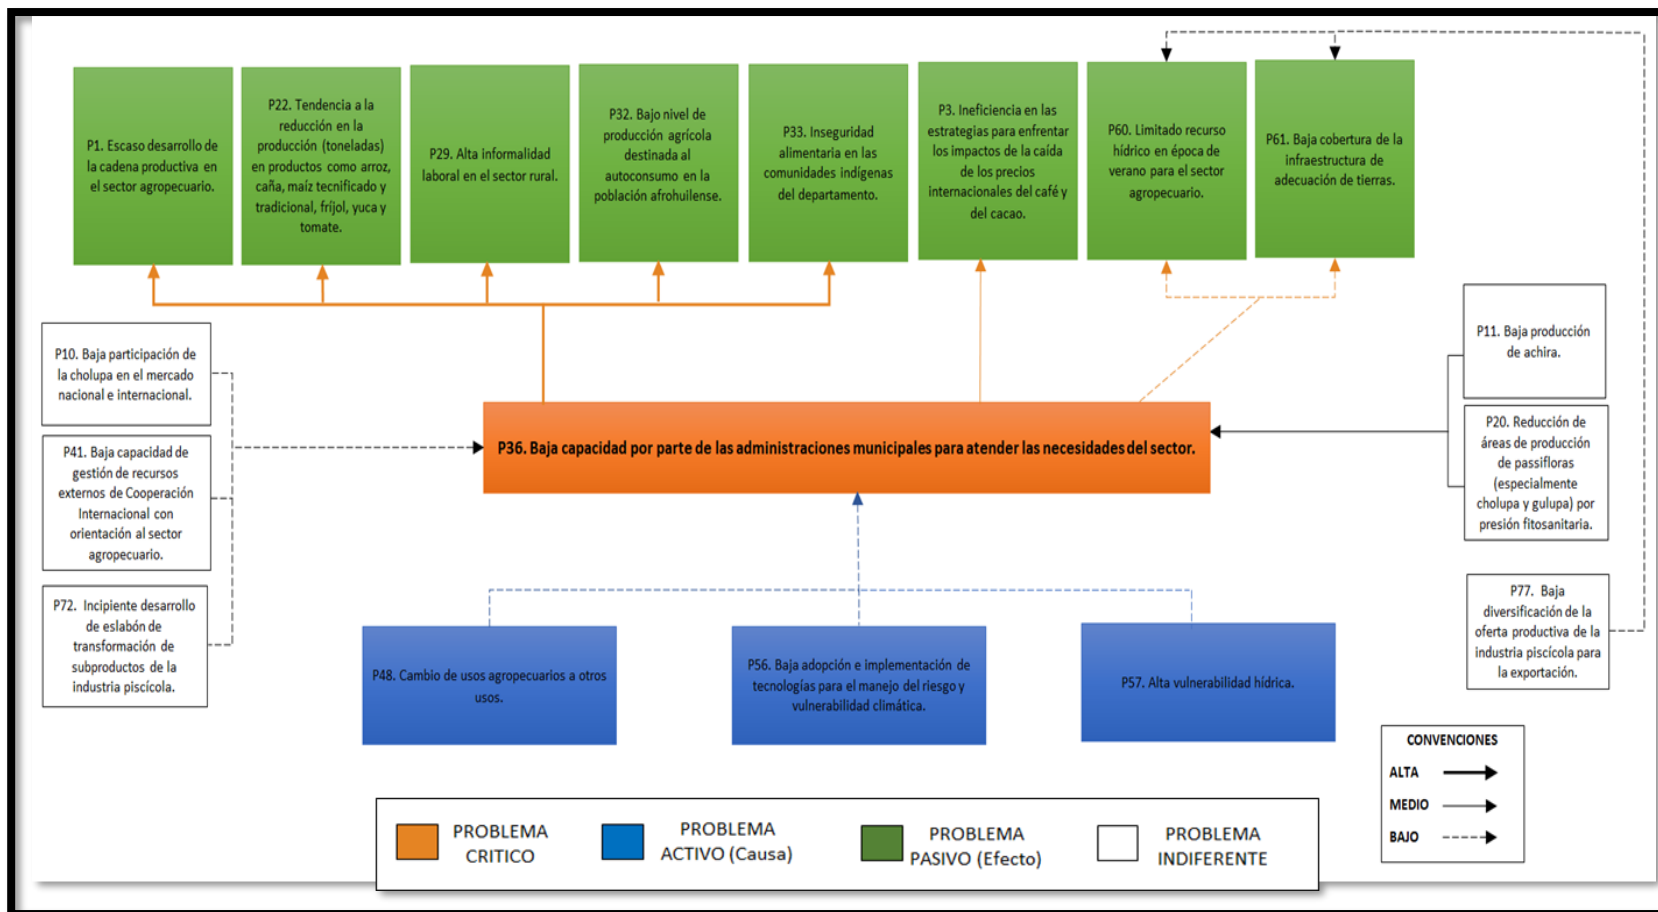 P1. Escaso desarrollo de
la cadena productiva en
el sector agropecuario.
P22. Tendencia a la
reducción en la
producción (toneladas)
en productos como arroz,
caña, maíz tecnificado y
tradicional, fríjol, yuca y
tomate.
P29. Alta informalidad
laboral en el sector rural.
P32. Bajo nivel de
producción agrícola
destinada al
autoconsumo en la
población afrohuilense.
P33. Inseguridad
alimentaria en las
comunidades indígenas
del departamento.
P3. Ineficiencia en las
estrategias para enfrentar
los impactos de la caída
de los precios
internacionales del café y
del cacao.
P60. Limitado recurso
hídrico en época de
verano para el sector
agropecuario.
P61. Baja cobertura de la
infraestructura de
adecuación de tierras.
P10. Baja participación de
la cholupa en el mercado
nacional e internacional.
P41. Baja capacidad de
gestión de recursos
externos de Cooperación
Internacional con
orientación al sector
agropecuario.
P72. Incipiente desarrollo
de eslabón de
transformación de
subproductos de la
industria piscícola.
P36. Baja capacidad por parte de las administraciones municipales para atender las necesidades del sector.
P11. Baja producción
de achira.
P20. Reducción de
áreas de producción
de passifloras
(especialmente
cholupa y gulupa) por
presión fitosanitaria.
P77. Baja
diversificación de la
oferta productiva de la
industria piscícola para
la exportación.
P48. Cambio de usos agropecuarios a otros
usos.
P56. Baja adopción e implementación de
tecnologías para el manejo del riesgo y
vulnerabilidad climática.
P57. Alta vulnerabilidad hídrica.
CONVENCIONES
ALTA
MEDIO
BAJO
PROBLEMA
CRITICO
PROBLEMA
ACTIVO (Causa)
PROBLEMA
PASIVO (Efecto)
PROBLEMA
INDIFERENTE